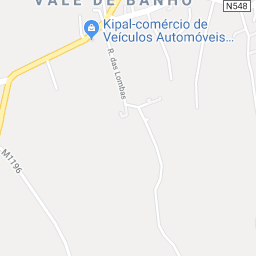 VALE DE BANHO
N548
Kipal-comércio de
Veículos Automóveis...
R. das Lombas
M1196